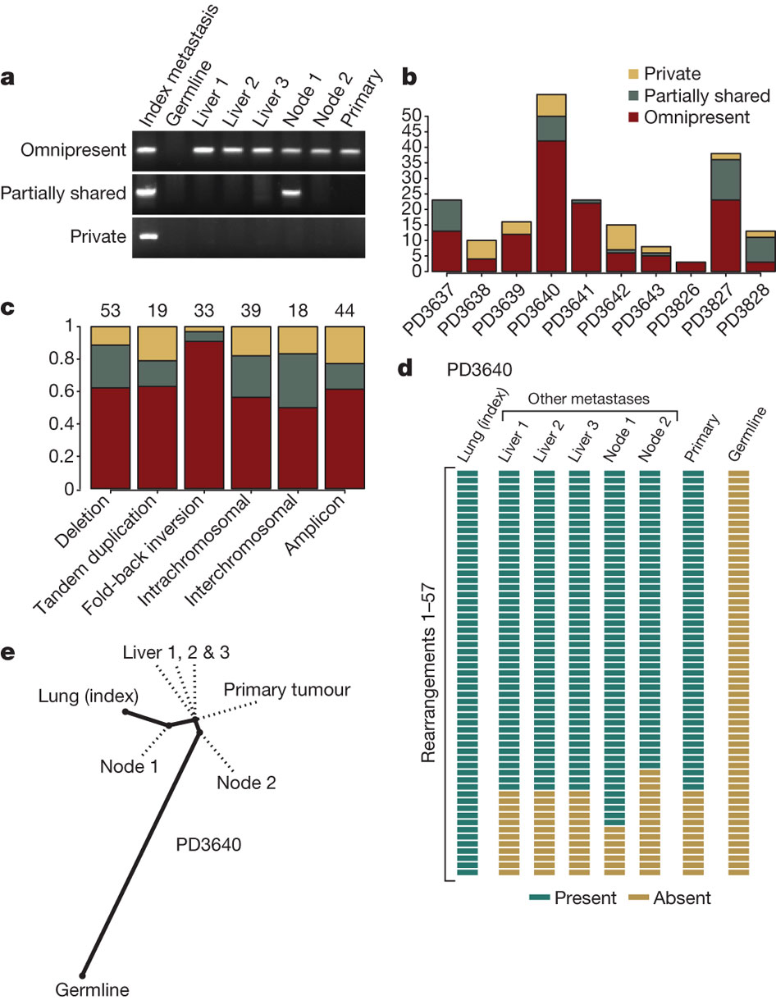 a
Index metastasis
Germline
Liver 1
Liver 2
Liver 3
Node 1
Node 2
Primary
Omnipresent
Partially shared
Private
b
Private
Partially shared
Omnipresent
50
45
40
35
30
25
20
15
10
5
0
PD3637
PD3638
PD3639
PD3640
PD3641
PD3642
PD3643
PD3826
PD3827
PD3828
c
53 19 33 39 18 44
1
0.8
0.6
0.4
0.2
0
Deletion
Tandem duplication
Fold-back inversion
Intrachromosomal
Interchromosomal
Amplicon
d
PD3640
Lung (index)
Other metastases
Liver 1
Liver 2
Liver 3
Node 1
Node 2
Primary
Germline
Rearrangements 1–57
Present
Absent
e
Liver 1, 2 & 3
Lung (index)
Primary tumour
Node 1
Node 2
PD3640
Germline